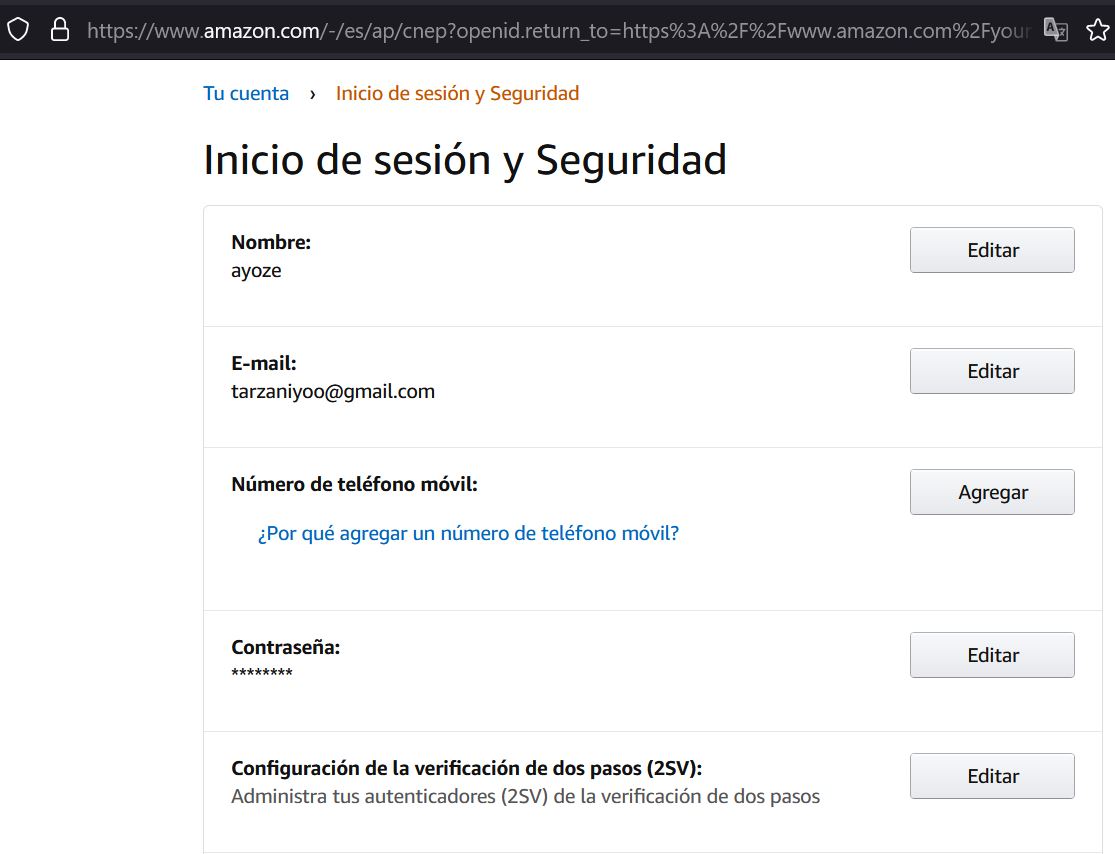 https://www.amazon.com/-/es/ap/cnep?openid.return_to=https%3A%2F%2Fwww.amazon.com%2Fyour
Tu cuenta › Inicio de sesión y Seguridad
Inicio de sesión y Seguridad
Nombre:
ayoze
Editar
E-mail:
tarzaniyoo@gmail.com
Editar
Número de teléfono móvil:
¿Por qué agregar un número de teléfono móvil?
Agregar
Contraseña:
********
Editar
Configuración de la verificación de dos pasos (2SV):
Administra tus autenticadores (2SV) de la verificación de dos pasos
Editar